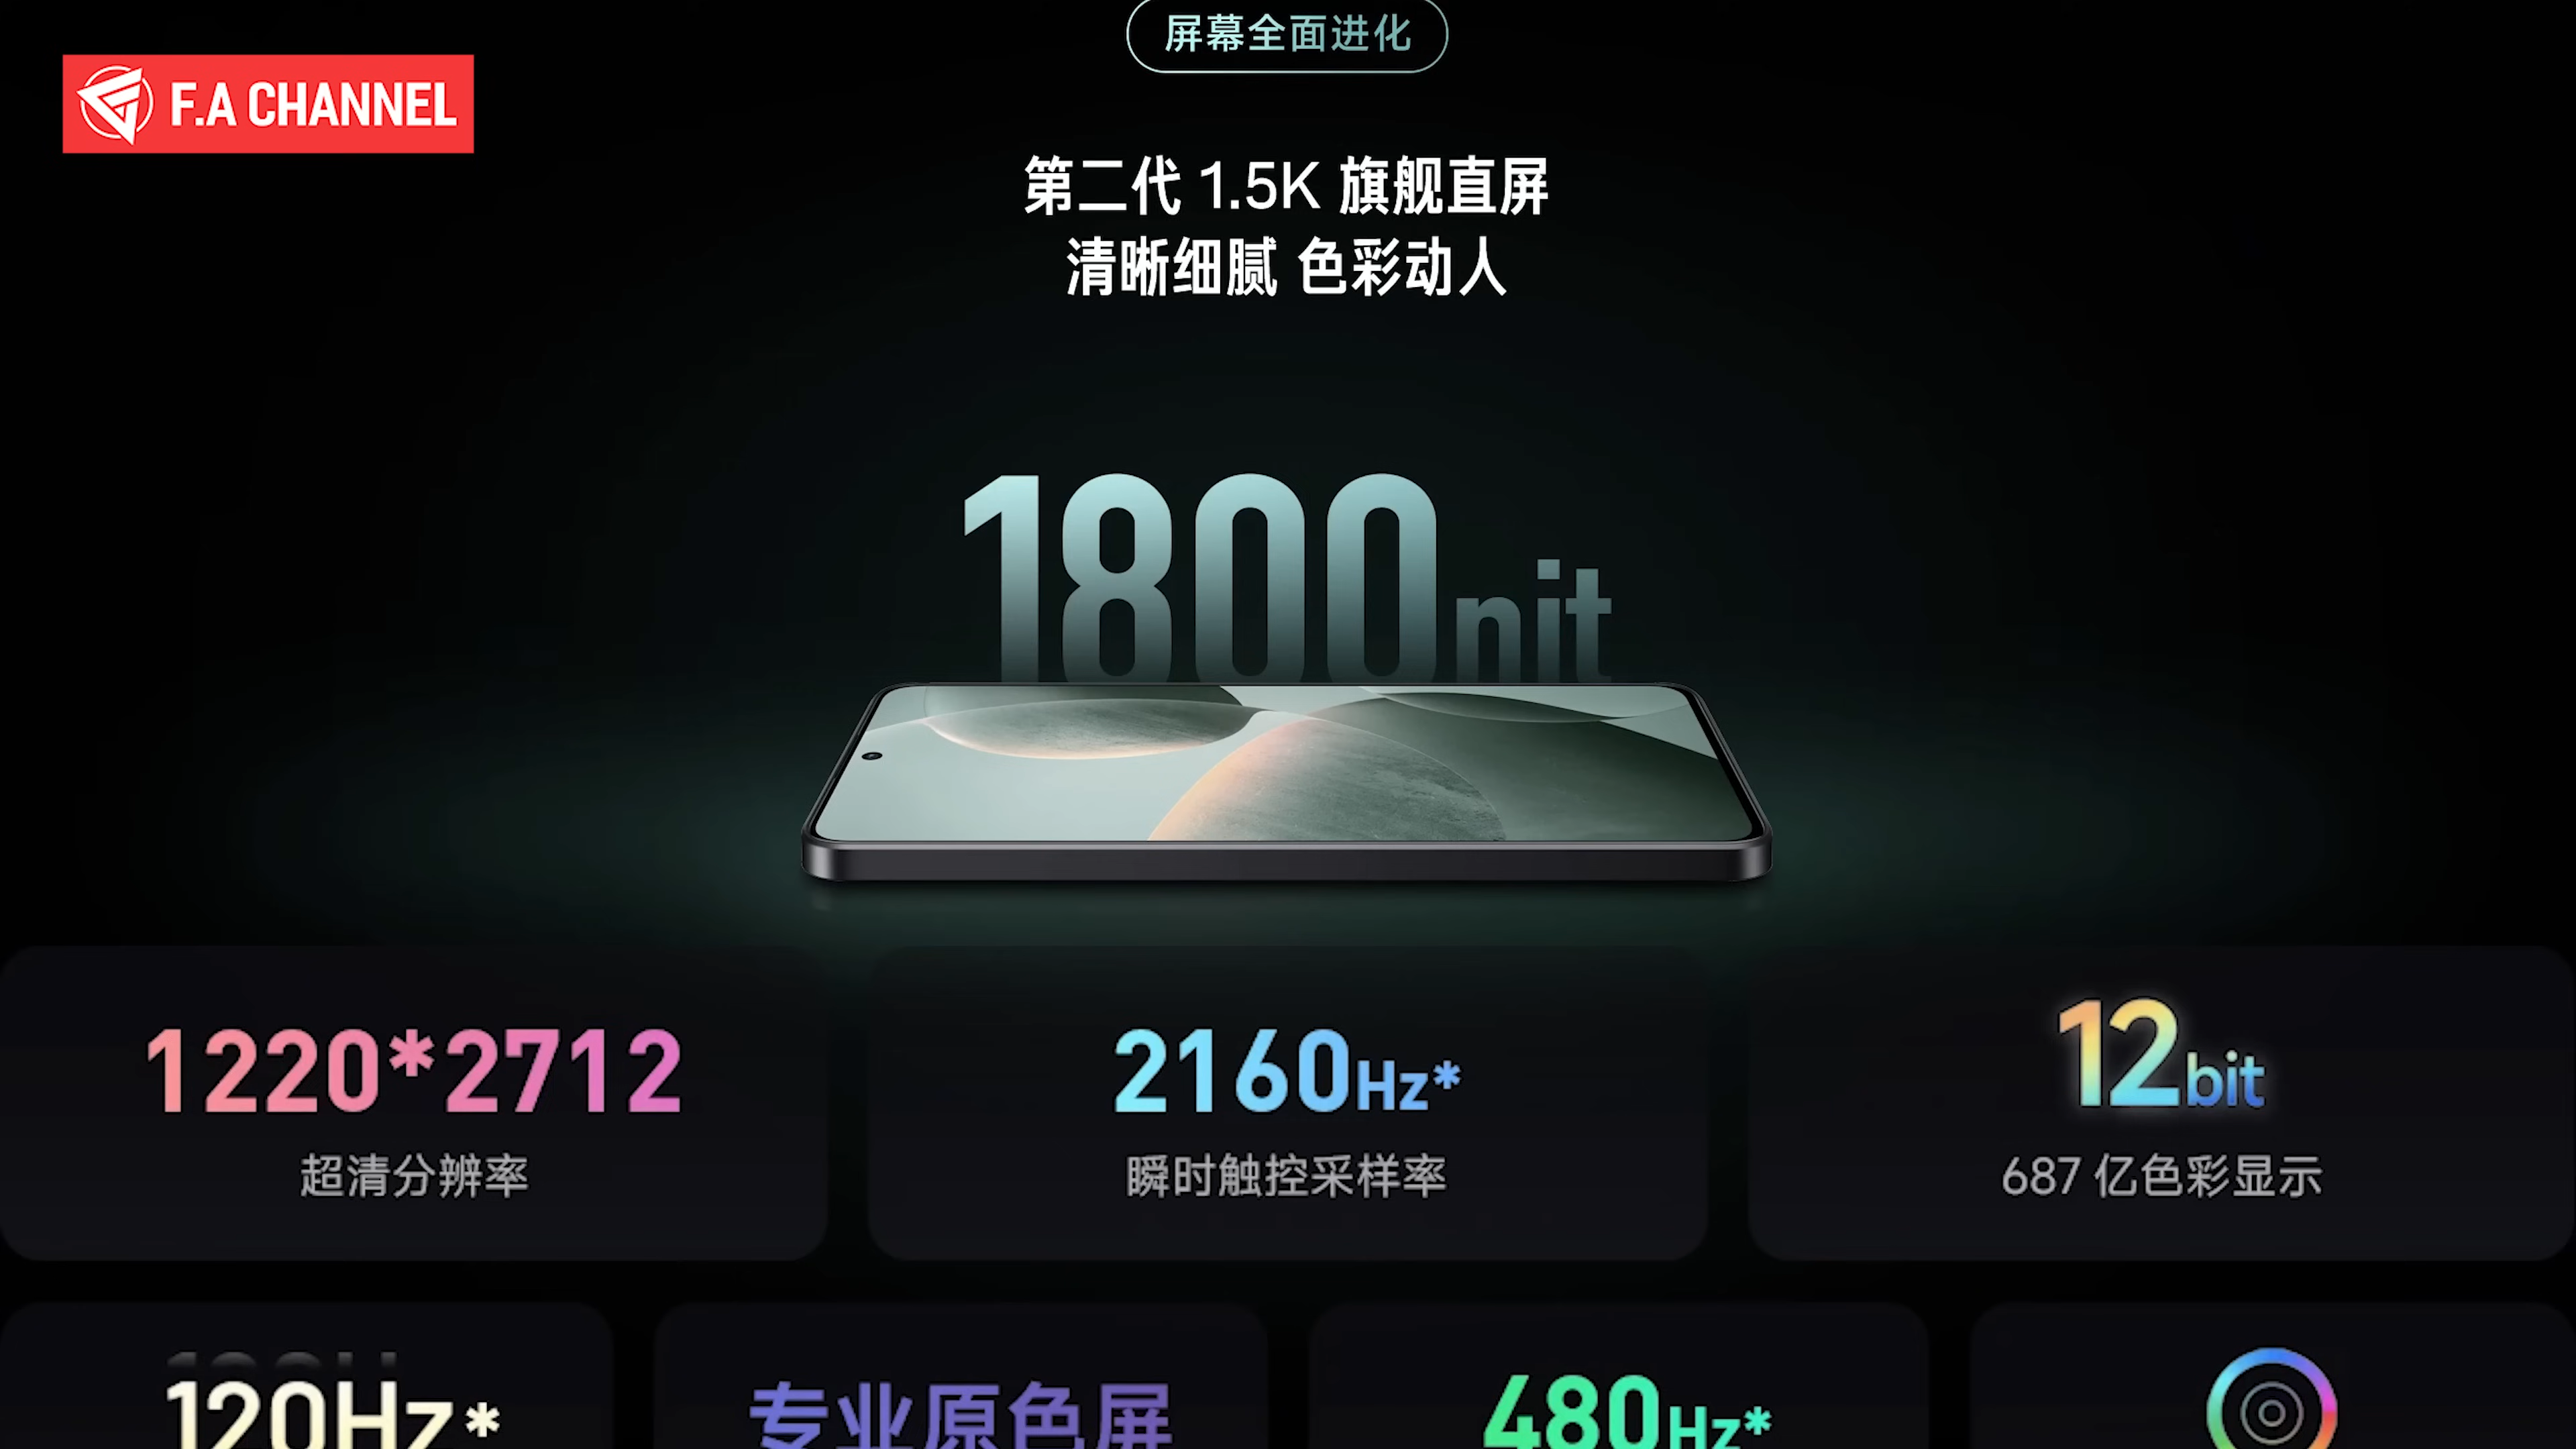 屏幕全面进化
F.A CHANNEL
第二代 1.5K 旗舰直屏
清晰细腻 色彩动人
1800nit
1220*2712
超清分辨率
2160Hz*
瞬时触控采样率
12bit
687 亿色彩显示
120Hz*
专业原色屏
480Hz*